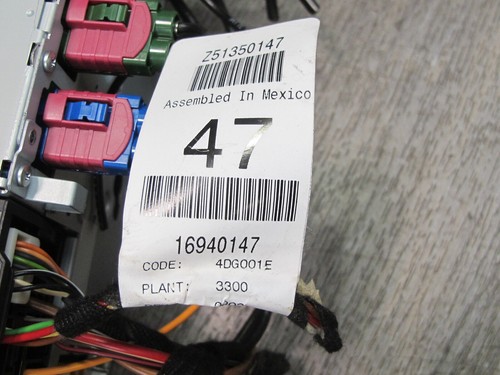 Z51350147
Assembled In Mexico
47
16940147
CODE: 4DG001E
PLANT: 3300